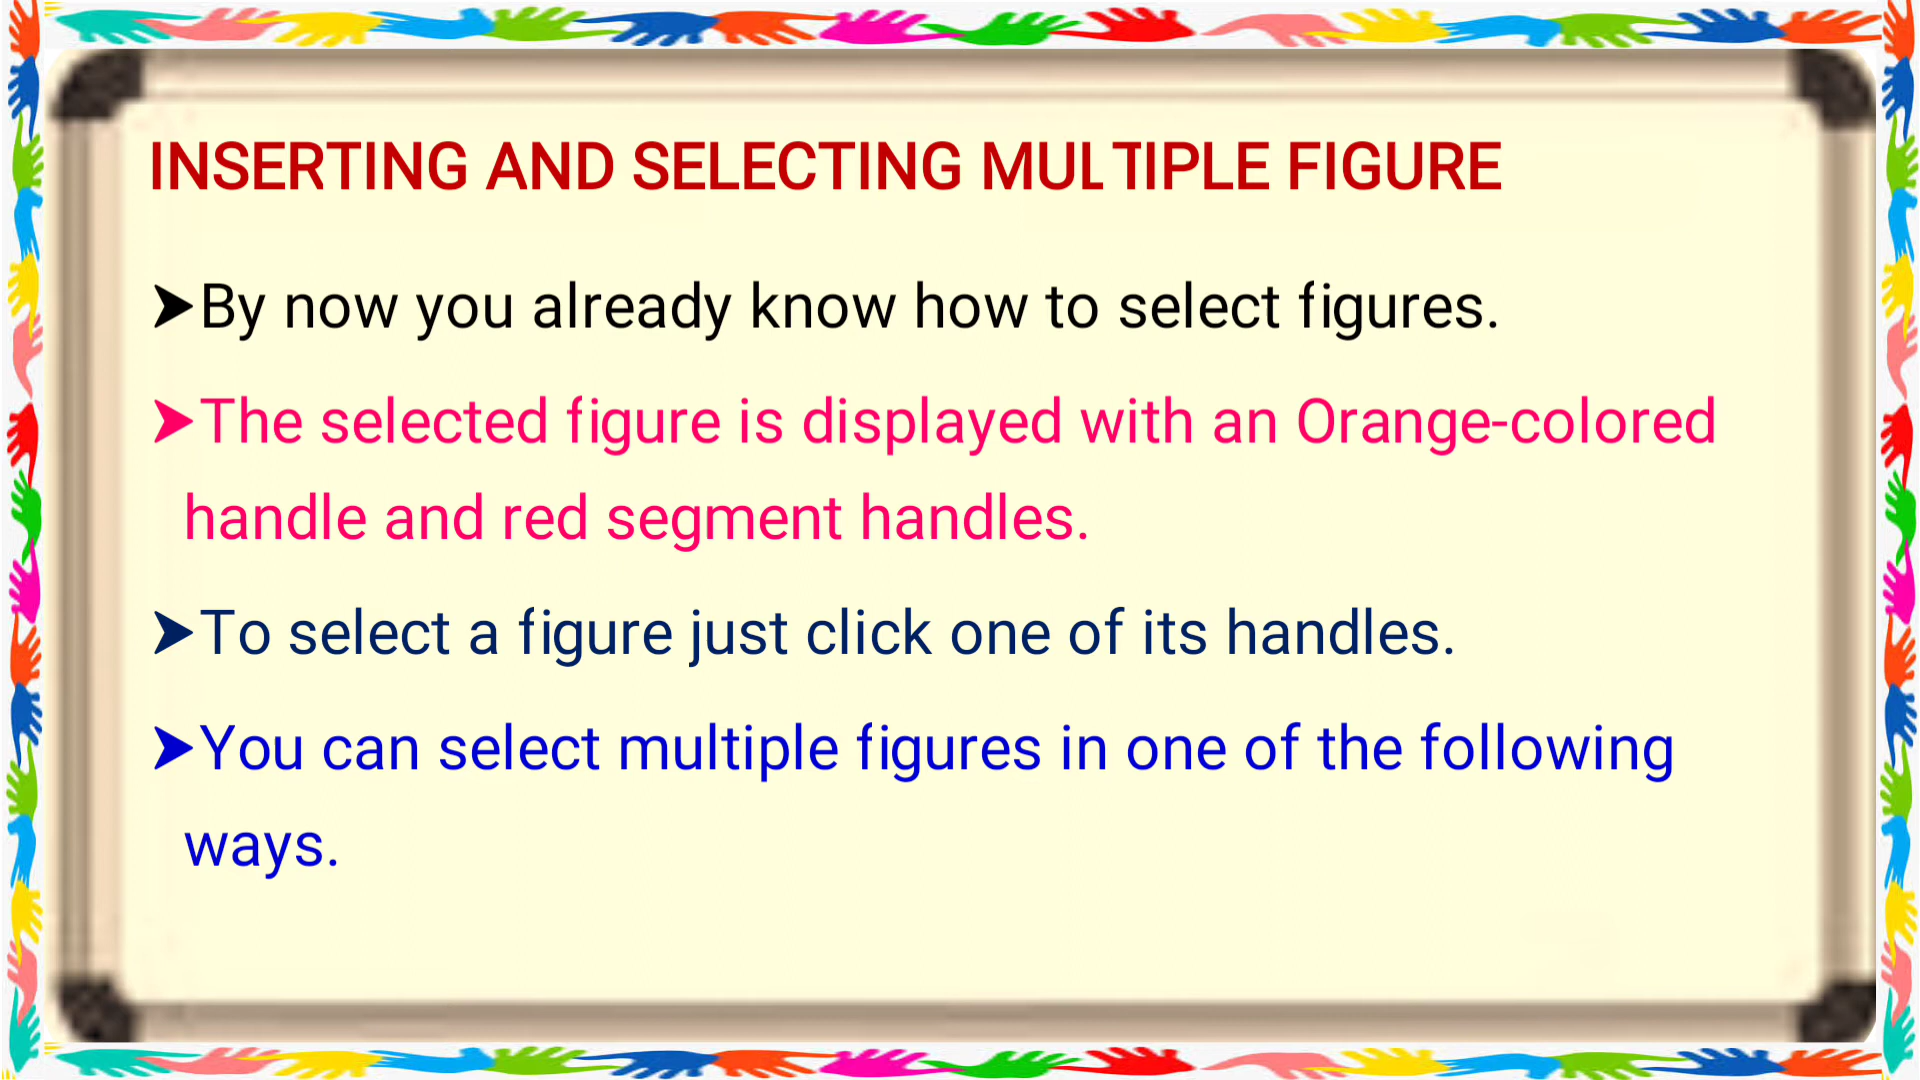 INSERTING AND SELECTING MULTIPLE FIGURE
➤By now you already know how to select figures.
➤The selected figure is displayed with an Orange-colored
handle and red segment handles.
➤To select a figure just click one of its handles.
➤You can select multiple figures in one of the following
ways.